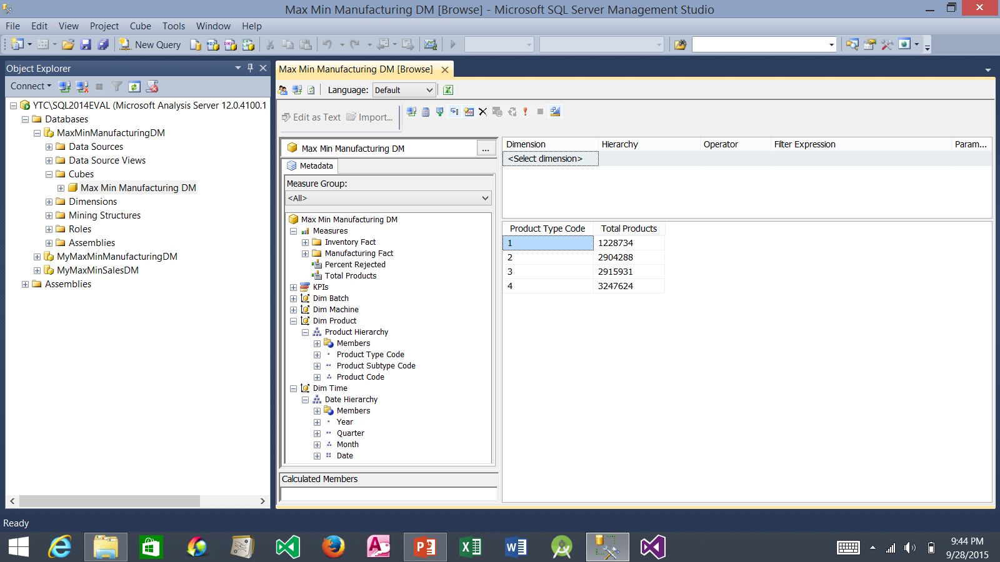 Max Min Manufacturing DM [Browse] - Microsoft SQL Server Management Studio
File Edit View Project Cube Tools Window Help
New Query
Object Explorer
Connect
YTC\SQL2014EVAL (Microsoft Analysis Server 12.0.4100.1
Databases
MaxMinManufacturingDM
Data Sources
Data Source Views
Cubes
Max Min Manufacturing DM
Dimensions
Mining Structures
Roles
Assemblies
MyMaxMinManufacturingDM
MyMaxMinSalesDM
Assemblies
Max Min Manufacturing DM [Browse]
Language: Default
Edit as Text Import...
Max Min Manufacturing DM ...
Metadata
Measure Group:
<All>
Max Min Manufacturing DM
Measures
Inventory Fact
Manufacturing Fact
Percent Rejected
Total Products
KPIs
Dim Batch
Dim Machine
Dim Product
Product Hierarchy
Members
Product Type Code
Product Subtype Code
Product Code
Dim Time
Date Hierarchy
Members
Year
Quarter
Month
Date
Calculated Members
Dimension Hierarchy Operator Filter Expression Param...
<Select dimension>
Product Type Code Total Products
1 1228734
2 2904288
3 2915931
4 3247624
Ready
9:44 PM
9/28/2015